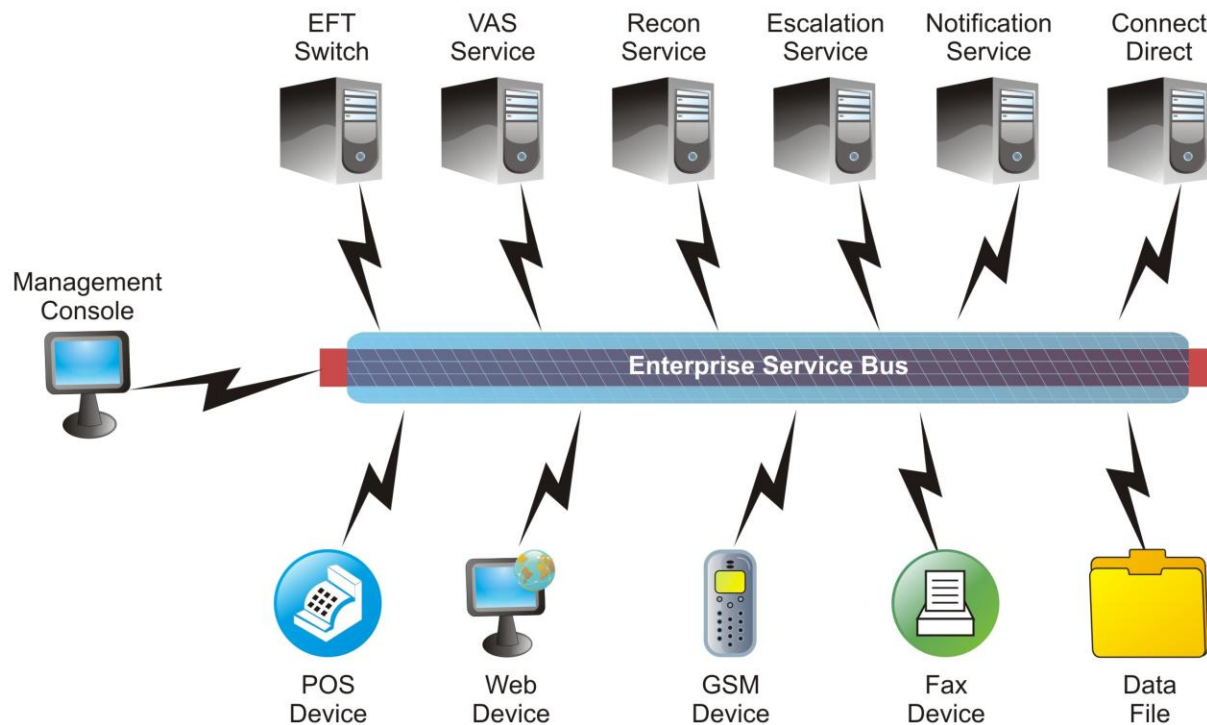 EFT
Switch
VAS
Service
Recon
Service
Escalation
Service
Notification
Service
Connect
Direct
Management
Console
Enterprise Service Bus
POS
Device
Web
Device
GSM
Device
Fax
Device
Data
File